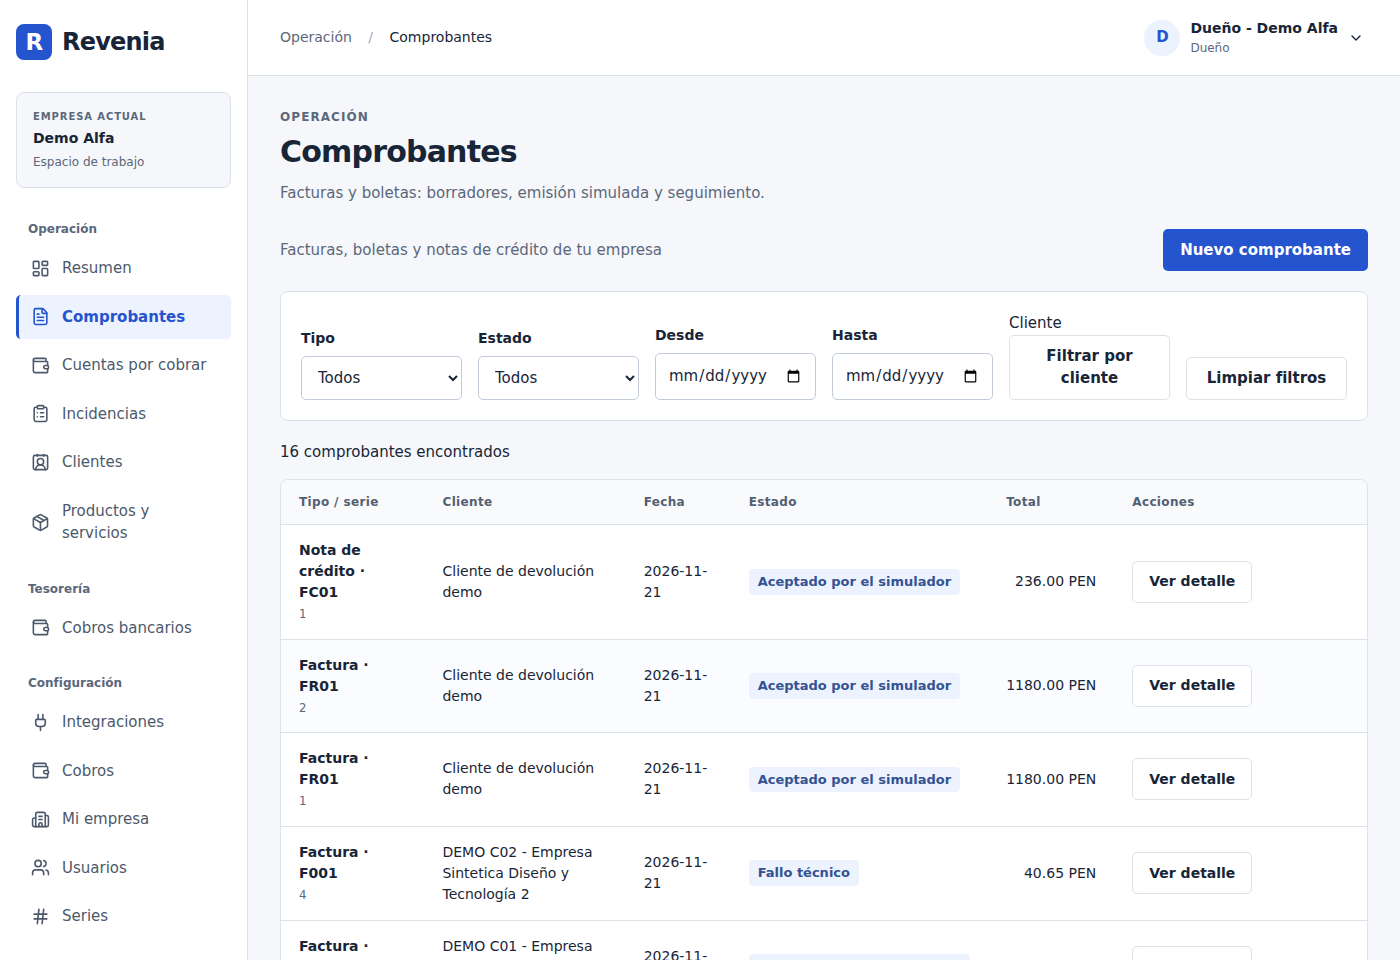 R Revenia
EMPRESA ACTUAL
Demo Alfa
Espacio de trabajo
Operación
Resumen
Comprobantes
Cuentas por cobrar
Incidencias
Clientes
Productos y
servicios
Tesorería
Cobros bancarios
Configuración
Integraciones
Cobros
Mi empresa
Usuarios
Series
Operación / Comprobantes
D
Dueño - Demo Alfa
Dueño
OPERACIÓN
Comprobantes
Facturas y boletas: borradores, emisión simulada y seguimiento.
Facturas, boletas y notas de crédito de tu empresa
Nuevo comprobante
Tipo
Todos
Estado
Todos
Desde
mm/dd/yyyy
Hasta
mm/dd/yyyy
Cliente
Filtrar por
cliente
Limpiar filtros
16 comprobantes encontrados
Tipo / serie Cliente Fecha Estado Total Acciones
Nota de
crédito ·
FC01
1
Cliente de devolución
demo
2026-11-
21
Aceptado por el simulador
236.00 PEN
Ver detalle
Factura ·
FR01
2
Cliente de devolución
demo
2026-11-
21
Aceptado por el simulador
1180.00 PEN
Ver detalle
Factura ·
FR01
1
Cliente de devolución
demo
2026-11-
21
Aceptado por el simulador
1180.00 PEN
Ver detalle
Factura ·
F001
4
DEMO C02 - Empresa
Sintetica Diseño y
Tecnología 2
2026-11-
21
Fallo técnico
40.65 PEN
Ver detalle
Factura ·
DEMO C01 - Empresa
2026-11-